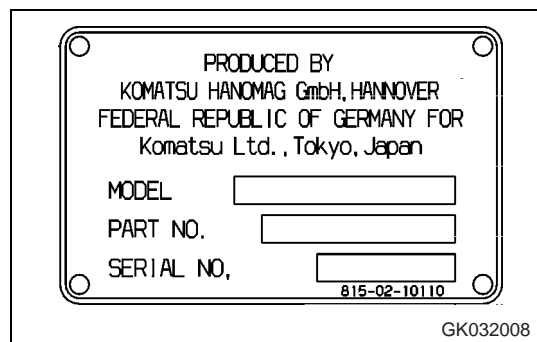 PRODUCED BY
KOMATSU HANOMAG GmbH, HANNOVER
FEDERAL REPUBLIC OF GERMANY FOR
Komatsu Ltd., Tokyo, Japan
MODEL
PART NO.
SERIAL NO,
815-02-10110
GK032008